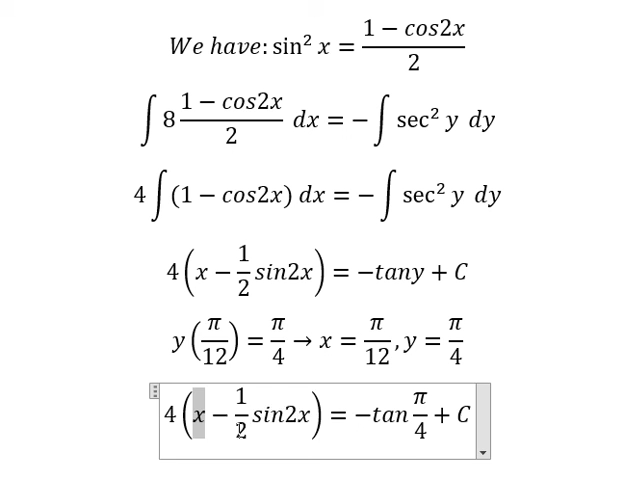 We have: sin² x = (1 − cos2x)/2
∫ 8 (1 − cos2x)/2 dx = − ∫ sec² y dy
4 ∫ (1 − cos2x) dx = − ∫ sec² y dy
4 (x − 1/2 sin2x) = −tany + C
y (π/12) = π/4 → x = π/12, y = π/4
4 (x − 1/2 sin2x) = −tan π/4 + C